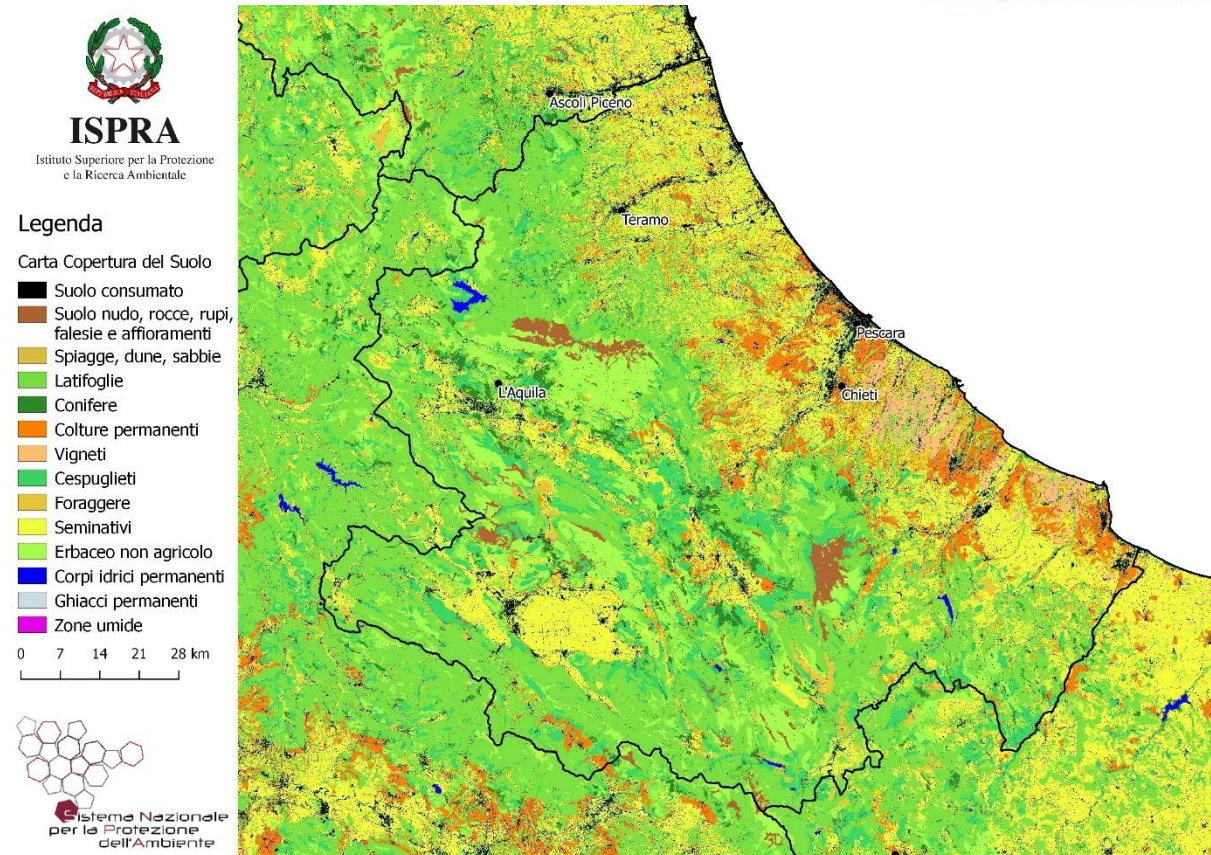 ISPRA
Istituto Superiore per la Protezione
e la Ricerca Ambientale
Legenda
Carta Copertura del Suolo
Suolo consumato
Suolo nudo, rocce, rupi,
falesie e affioramenti
Spiagge, dune, sabbie
Latifoglie
Conifere
Colture permanenti
Vigneti
Cespuglieti
Foraggere
Seminativi
Erbaceo non agricolo
Corpi idrici permanenti
Ghiacci permanenti
Zone umide
0 7 14 21 28 km
Sistema Nazionale
per la Protezione
dell'Ambiente
Ascoli Piceno
Teramo
Pescara
L'Aquila
Chieti